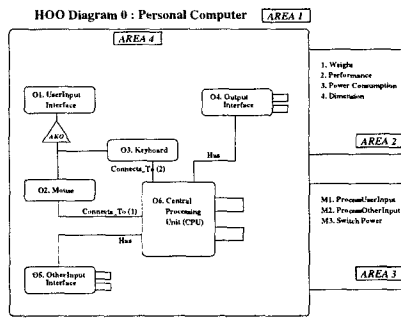 HOO Diagram 0 : Personal Computer
AREA 1
AREA 4
O1. UserInput
Interface
AKO
O3. Keyboard
Connects_To (2)
O4. Output
Interface
Has
O2. Mouse
Connects_To (1)
O6. Central
Processing
Unit (CPU)
Has
O5. OtherInput
Interface
1. Weight
2. Performance
3. Power Consumption
4. Dimension
AREA 2
M1. ProcessUserInput
M2. ProcessOtherInput
M3. Switch Power
AREA 3